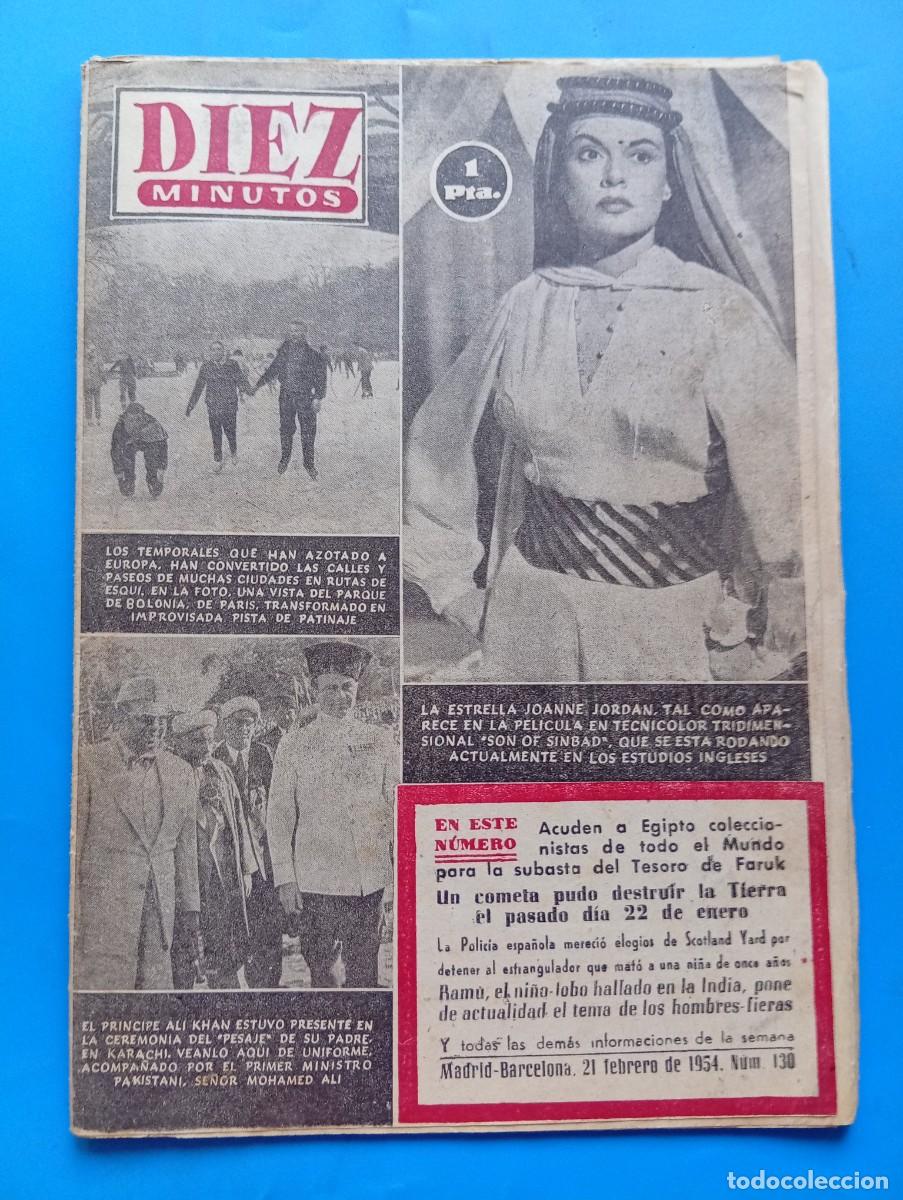 DIEZ
MINUTOS
1
Pta.
LOS TEMPORALES QUE HAN AZOTADO A
EUROPA, HAN CONVERTIDO LAS CALLES Y
PASEOS DE MUCHAS CIUDADES EN RUTAS DE
ESQUI, EN LA FOTO, UNA VISTA DEL PARQUE
DE BOLONIA, DE PARIS, TRANSFORMADO EN
IMPROVISADA PISTA DE PATINAJE
LA ESTRELLA JOANNE JORDAN, TAL COMO APA-
RECE EN LA PELICULA EN TECNICOLOR TRIDIMEN-
SIONAL "SON OF SINBAD", QUE SE ESTA RODANDO
ACTUALMENTE EN LOS ESTUDIOS INGLESES
EL PRINCIPE ALI KHAN ESTUVO PRESENTE EN
LA CEREMONIA DEL "PESAJE" DE SU PADRE,
EN KARACHI. VEANLO AQUI DE UNIFORME,
ACOMPAÑADO POR EL PRIMER MINISTRO
PAKISTANI, SEÑOR MOHAMED ALI
EN ESTE
NÚMERO
Acuden a Egipto coleccio-
nistas de todo el Mundo
para la subasta del Tesoro de Faruk
Un cometa pudo destruir la Tierra
el pasado día 22 de enero
La Policía española mereció elogios de Scotland Yard por
detener al estrangulador que mató a una niña de once años
Ramu, el niño-lobo hallado en la India, pone
de actualidad el tema de los hombres-fieras
Y todas las demás informaciones de la semana
Madrid-Barcelona, 21 febrero de 1954. Núm. 130
todocoleccion